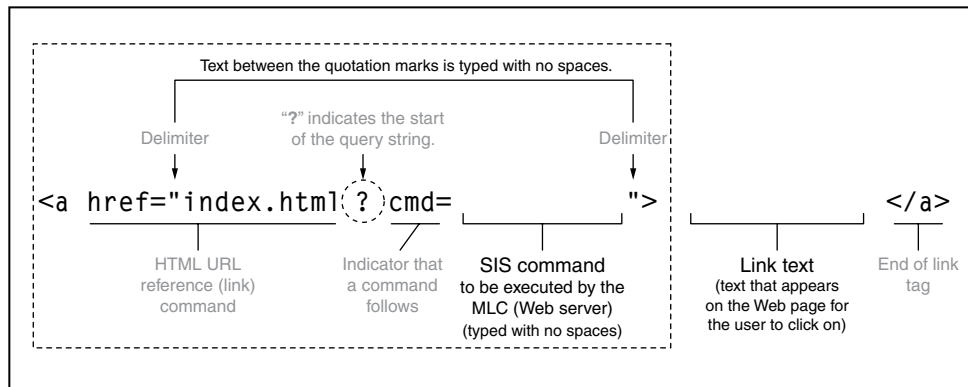 Text between the quotation marks is typed with no spaces.
“?” indicates the start
of the query string.
Delimiter
Delimiter
<a href="index.html ? cmd= "> </a>
HTML URL
reference (link)
command
Indicator that
a command
follows
SIS command
to be executed by the
MLC (Web server)
(typed with no spaces)
Link text
(text that appears
on the Web page for
the user to click on)
End of link
tag